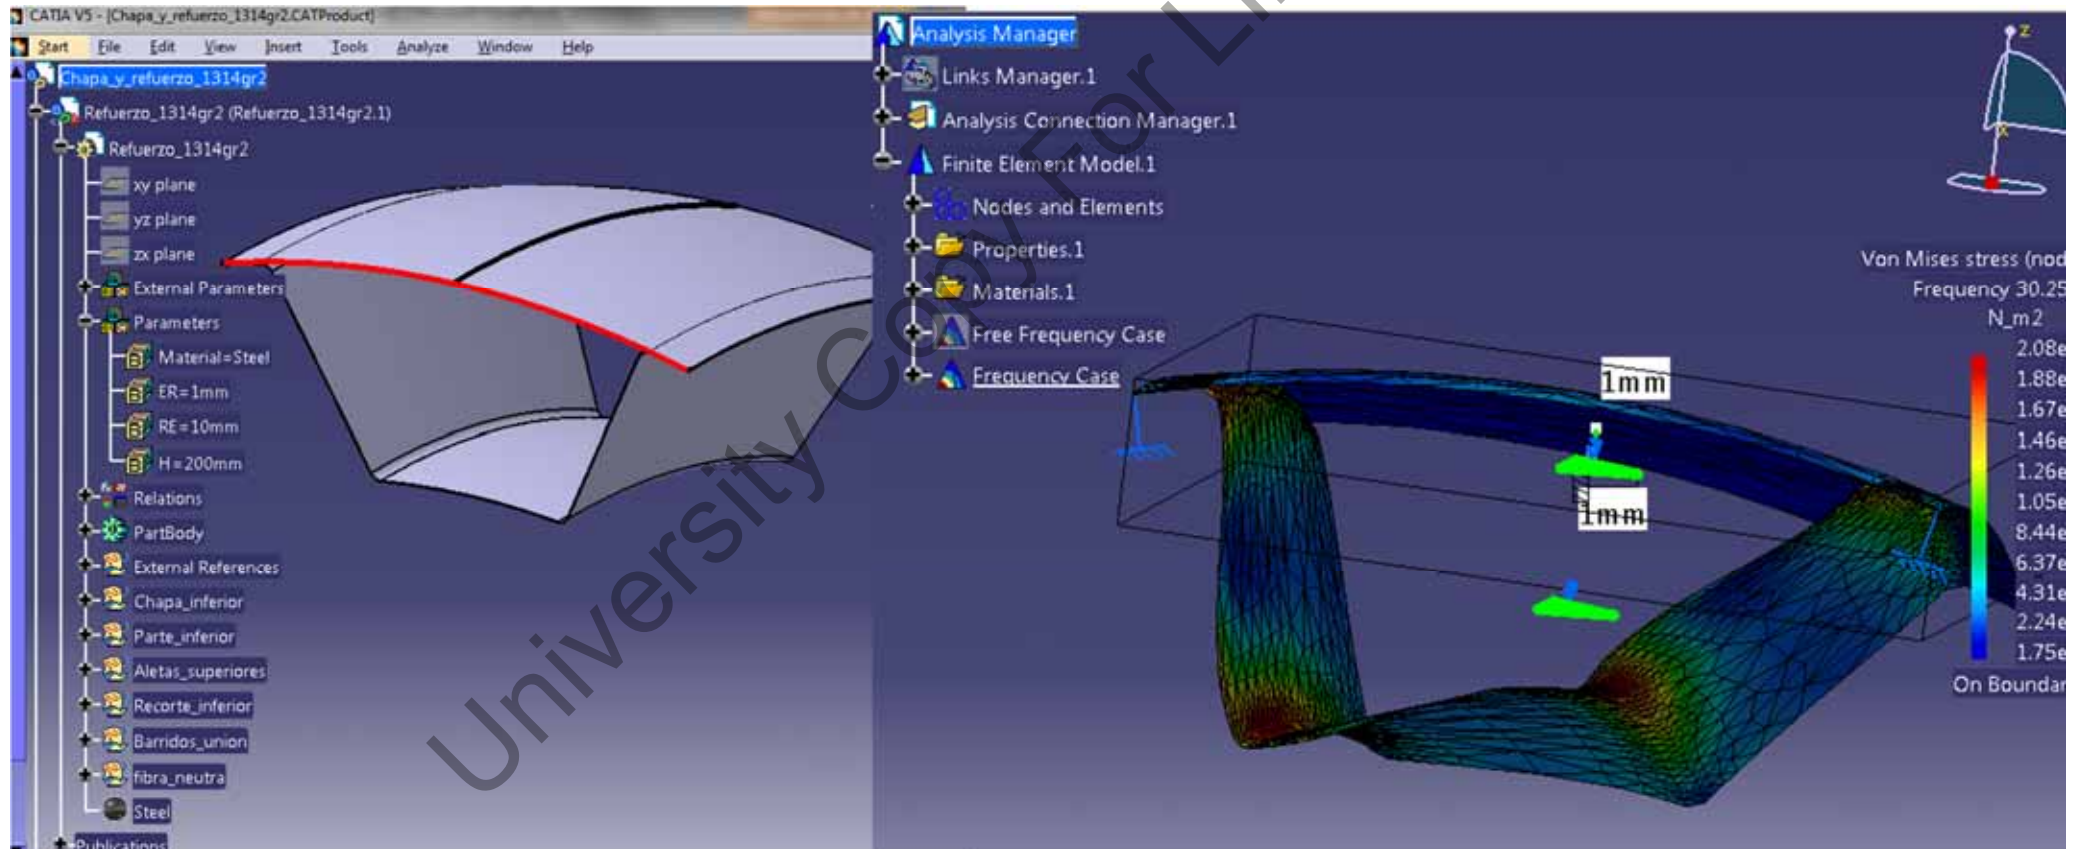 CATIA V5 - [Chapa_y_refuerzo_1314gr2.CATProduct]
Start File Edit View Insert Tools Analyze Window Help
Chapa_y_refuerzo_1314gr2
Refuerzo_1314gr2 (Refuerzo_1314gr2.1)
Refuerzo_1314gr2
xy plane
yz plane
zx plane
External Parameters
Parameters
Material=Steel
ER=1mm
RE=10mm
H=200mm
Relations
PartBody
External References
Chapa_inferior
Parte_inferior
Aletas_superiores
Recorte_inferior
Barridos_union
fibra_neutra
Steel
Publications
Analysis Manager
Links Manager.1
Analysis Connection Manager.1
Finite Element Model.1
Nodes and Elements
Properties.1
Materials.1
Free Frequency Case
Frequency Case
z
x
1mm
1mm
Von Mises stress (nod
Frequency 30.25
N_m2
2.08e
1.88e
1.67e
1.46e
1.26e
1.05e
8.44e
6.37e
4.31e
2.24e
1.75e
On Boundar
University Copy For Li